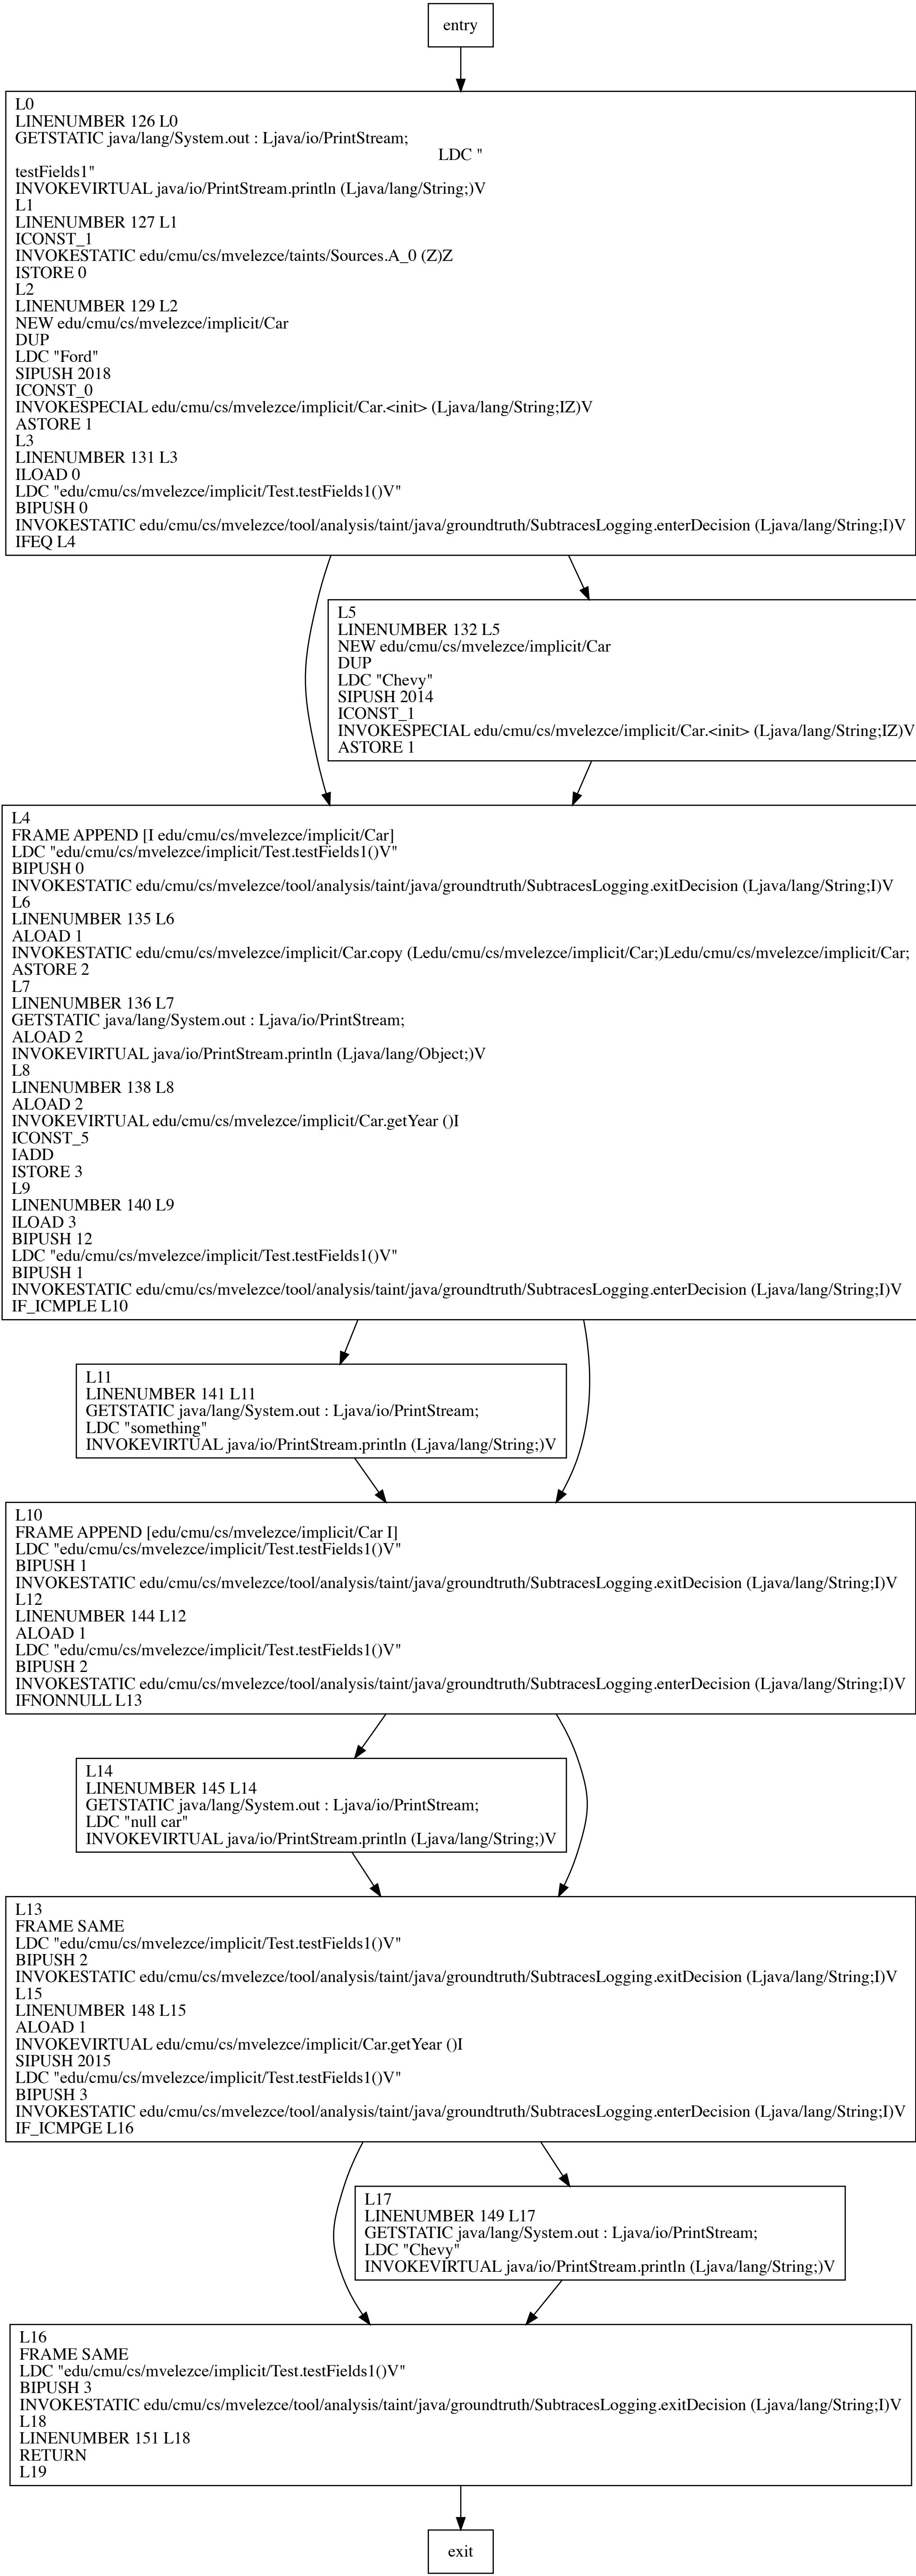 entry
L0
LINENUMBER 126 L0
GETSTATIC java/lang/System.out : Ljava/io/PrintStream;
LDC "
testFields1"
INVOKEVIRTUAL java/io/PrintStream.println (Ljava/lang/String;)V
L1
LINENUMBER 127 L1
ICONST_1
INVOKESTATIC edu/cmu/cs/mvelezce/taints/Sources.A_0 (Z)Z
ISTORE 0
L2
LINENUMBER 129 L2
NEW edu/cmu/cs/mvelezce/implicit/Car
DUP
LDC "Ford"
SIPUSH 2018
ICONST_0
INVOKESPECIAL edu/cmu/cs/mvelezce/implicit/Car.<init> (Ljava/lang/String;IZ)V
ASTORE 1
L3
LINENUMBER 131 L3
ILOAD 0
LDC "edu/cmu/cs/mvelezce/implicit/Test.testFields1()V"
BIPUSH 0
INVOKESTATIC edu/cmu/cs/mvelezce/tool/analysis/taint/java/groundtruth/SubtracesLogging.enterDecision (Ljava/lang/String;I)V
IFEQ L4
L5
LINENUMBER 132 L5
NEW edu/cmu/cs/mvelezce/implicit/Car
DUP
LDC "Chevy"
SIPUSH 2014
ICONST_1
INVOKESPECIAL edu/cmu/cs/mvelezce/implicit/Car.<init> (Ljava/lang/String;IZ)V
ASTORE 1
L4
FRAME APPEND [I edu/cmu/cs/mvelezce/implicit/Car]
LDC "edu/cmu/cs/mvelezce/implicit/Test.testFields1()V"
BIPUSH 0
INVOKESTATIC edu/cmu/cs/mvelezce/tool/analysis/taint/java/groundtruth/SubtracesLogging.exitDecision (Ljava/lang/String;I)V
L6
LINENUMBER 135 L6
ALOAD 1
INVOKESTATIC edu/cmu/cs/mvelezce/implicit/Car.copy (Ledu/cmu/cs/mvelezce/implicit/Car;)Ledu/cmu/cs/mvelezce/implicit/Car;
ASTORE 2
L7
LINENUMBER 136 L7
GETSTATIC java/lang/System.out : Ljava/io/PrintStream;
ALOAD 2
INVOKEVIRTUAL java/io/PrintStream.println (Ljava/lang/Object;)V
L8
LINENUMBER 138 L8
ALOAD 2
INVOKEVIRTUAL edu/cmu/cs/mvelezce/implicit/Car.getYear ()I
ICONST_5
IADD
ISTORE 3
L9
LINENUMBER 140 L9
ILOAD 3
BIPUSH 12
LDC "edu/cmu/cs/mvelezce/implicit/Test.testFields1()V"
BIPUSH 1
INVOKESTATIC edu/cmu/cs/mvelezce/tool/analysis/taint/java/groundtruth/SubtracesLogging.enterDecision (Ljava/lang/String;I)V
IF_ICMPLE L10
L11
LINENUMBER 141 L11
GETSTATIC java/lang/System.out : Ljava/io/PrintStream;
LDC "something"
INVOKEVIRTUAL java/io/PrintStream.println (Ljava/lang/String;)V
L10
FRAME APPEND [edu/cmu/cs/mvelezce/implicit/Car I]
LDC "edu/cmu/cs/mvelezce/implicit/Test.testFields1()V"
BIPUSH 1
INVOKESTATIC edu/cmu/cs/mvelezce/tool/analysis/taint/java/groundtruth/SubtracesLogging.exitDecision (Ljava/lang/String;I)V
L12
LINENUMBER 144 L12
ALOAD 1
LDC "edu/cmu/cs/mvelezce/implicit/Test.testFields1()V"
BIPUSH 2
INVOKESTATIC edu/cmu/cs/mvelezce/tool/analysis/taint/java/groundtruth/SubtracesLogging.enterDecision (Ljava/lang/String;I)V
IFNONNULL L13
L14
LINENUMBER 145 L14
GETSTATIC java/lang/System.out : Ljava/io/PrintStream;
LDC "null car"
INVOKEVIRTUAL java/io/PrintStream.println (Ljava/lang/String;)V
L13
FRAME SAME
LDC "edu/cmu/cs/mvelezce/implicit/Test.testFields1()V"
BIPUSH 2
INVOKESTATIC edu/cmu/cs/mvelezce/tool/analysis/taint/java/groundtruth/SubtracesLogging.exitDecision (Ljava/lang/String;I)V
L15
LINENUMBER 148 L15
ALOAD 1
INVOKEVIRTUAL edu/cmu/cs/mvelezce/implicit/Car.getYear ()I
SIPUSH 2015
LDC "edu/cmu/cs/mvelezce/implicit/Test.testFields1()V"
BIPUSH 3
INVOKESTATIC edu/cmu/cs/mvelezce/tool/analysis/taint/java/groundtruth/SubtracesLogging.enterDecision (Ljava/lang/String;I)V
IF_ICMPGE L16
L17
LINENUMBER 149 L17
GETSTATIC java/lang/System.out : Ljava/io/PrintStream;
LDC "Chevy"
INVOKEVIRTUAL java/io/PrintStream.println (Ljava/lang/String;)V
L16
FRAME SAME
LDC "edu/cmu/cs/mvelezce/implicit/Test.testFields1()V"
BIPUSH 3
INVOKESTATIC edu/cmu/cs/mvelezce/tool/analysis/taint/java/groundtruth/SubtracesLogging.exitDecision (Ljava/lang/String;I)V
L18
LINENUMBER 151 L18
RETURN
L19
exit